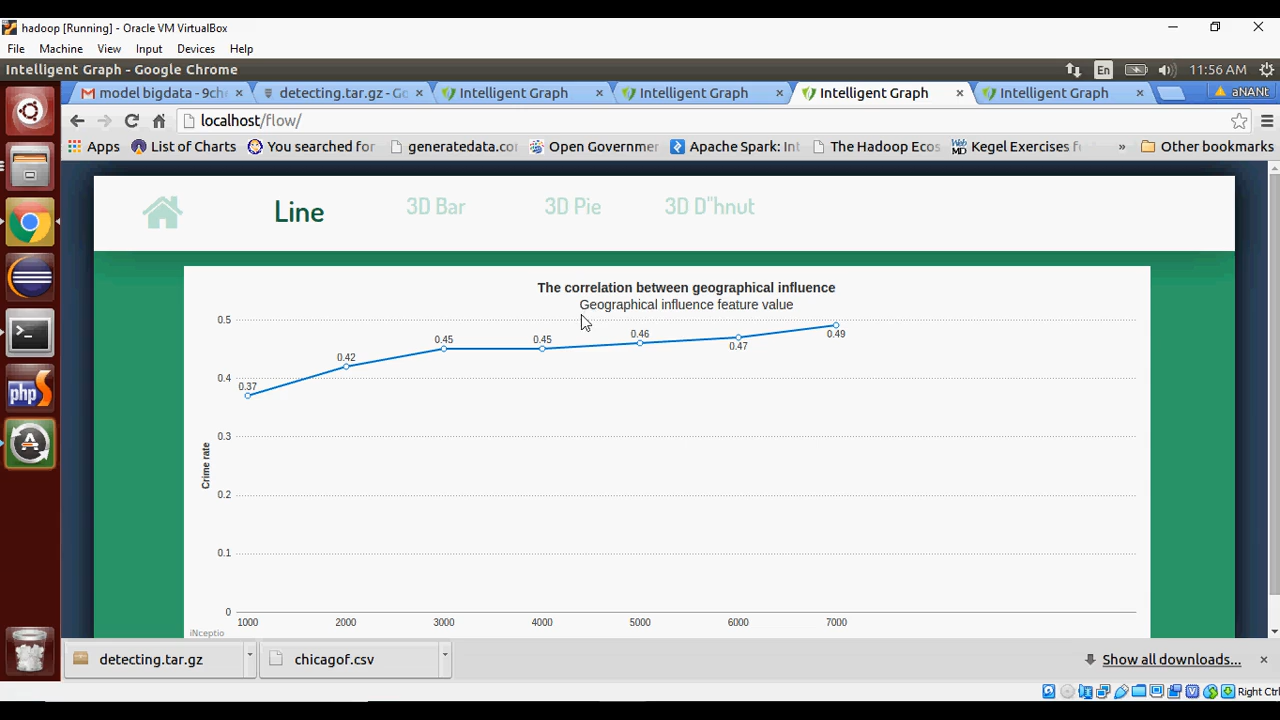 hadoop [Running] - Oracle VM VirtualBox
File Machine View Input Devices Help
Intelligent Graph - Google Chrome
En 11:56 AM
model bigdata - 9che
detecting.tar.gz - Go
Intelligent Graph
Intelligent Graph
Intelligent Graph
Intelligent Graph
aNANt
localhost/flow/
Apps List of Charts You searched for generatedata.co Open Governmen Apache Spark: Int The Hadoop Ecos Web MD Kegel Exercises f » Other bookmarks
Line 3D Bar 3D Pie 3D D"hnut
The correlation between geographical influence
Geographical influence feature value
0.5
0.4
0.3
0.2
0.1
0
Crime rate
0.37 0.42 0.45 0.45 0.46 0.47 0.49
1000 2000 3000 4000 5000 6000 7000
iNceptio
php
detecting.tar.gz
chicagof.csv
Show all downloads...
Right Ctrl